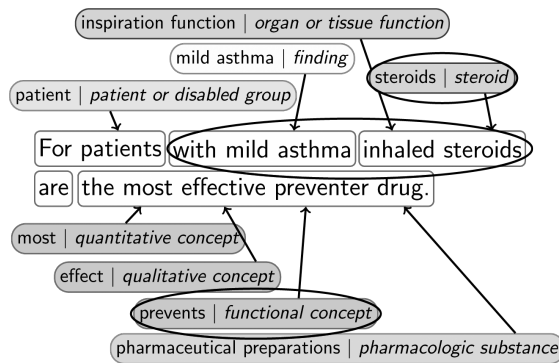 inspiration function | organ or tissue function
mild asthma | finding
steroids | steroid
patient | patient or disabled group
For patients with mild asthma inhaled steroids
are the most effective preventer drug.
most | quantitative concept
effect | qualitative concept
prevents | functional concept
pharmaceutical preparations | pharmacologic substance